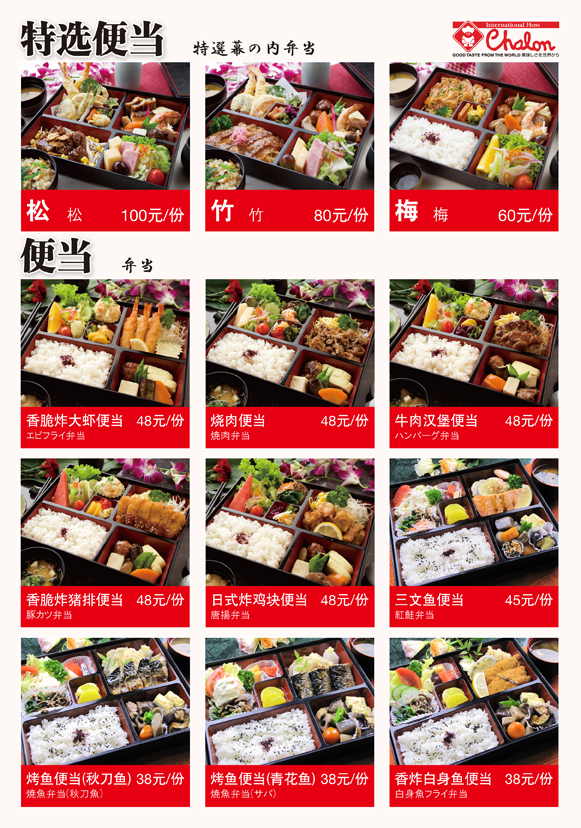 特选便当 特選幕の内弁当
International Host
Chalon
GOOD TASTE FROM THE WORLD 美味しさを世界から
松 松 100元/份
竹 竹 80元/份
梅 梅 60元/份
便当 弁当
香脆炸大虾便当 48元/份
エビフライ弁当
烧肉便当 48元/份
焼肉弁当
牛肉汉堡便当 48元/份
ハンバーグ弁当
香脆炸猪排便当 48元/份
豚カツ弁当
日式炸鸡块便当 48元/份
唐揚弁当
三文鱼便当 45元/份
紅鮭弁当
烤鱼便当(秋刀鱼) 38元/份
焼魚弁当(秋刀魚)
烤鱼便当(青花鱼) 38元/份
焼魚弁当(サバ)
香炸白身鱼便当 38元/份
白身魚フライ弁当